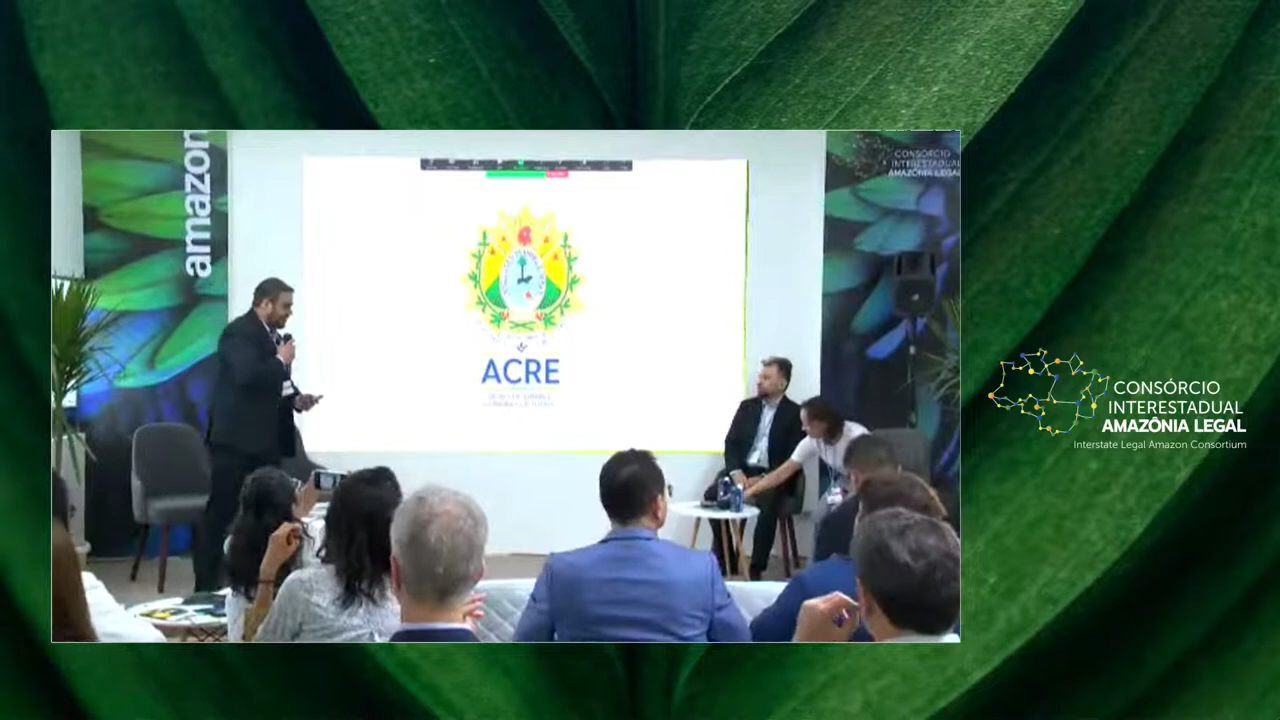 amazon
CONSÓRCIO
INTERESTADUAL
AMAZÔNIA LEGAL
ACRE
CONSÓRCIO
INTERESTADUAL
AMAZÔNIA LEGAL
Interstate Legal Amazon Consortium